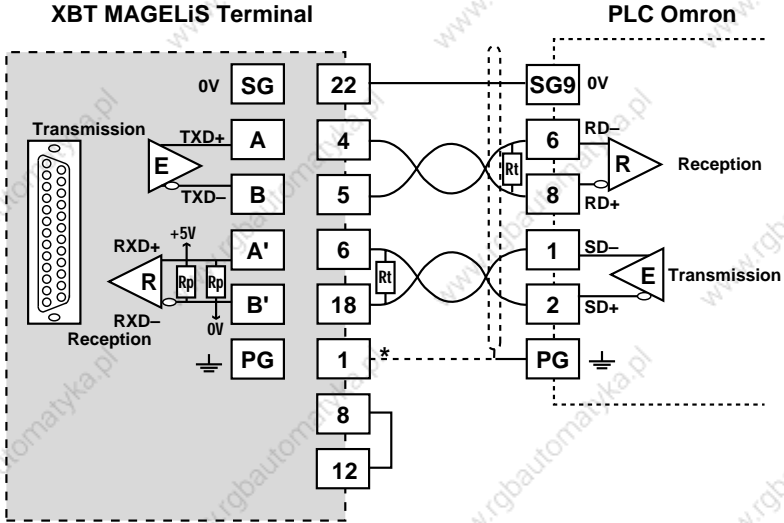 XBT MAGELiS Terminal
PLC Omron
0V SG 22 SG9 0V
Transmission
TXD+ A 4 6 RD–
E Rt R Reception
TXD– B 5 8 RD+
+5V
RXD+ A' 6 1 SD–
R Rp Rp Rt E Transmission
B' 18 2 SD+
RXD– 0V
Reception
PG 1 * PG
8
12
www.rgbautomatyka.pl